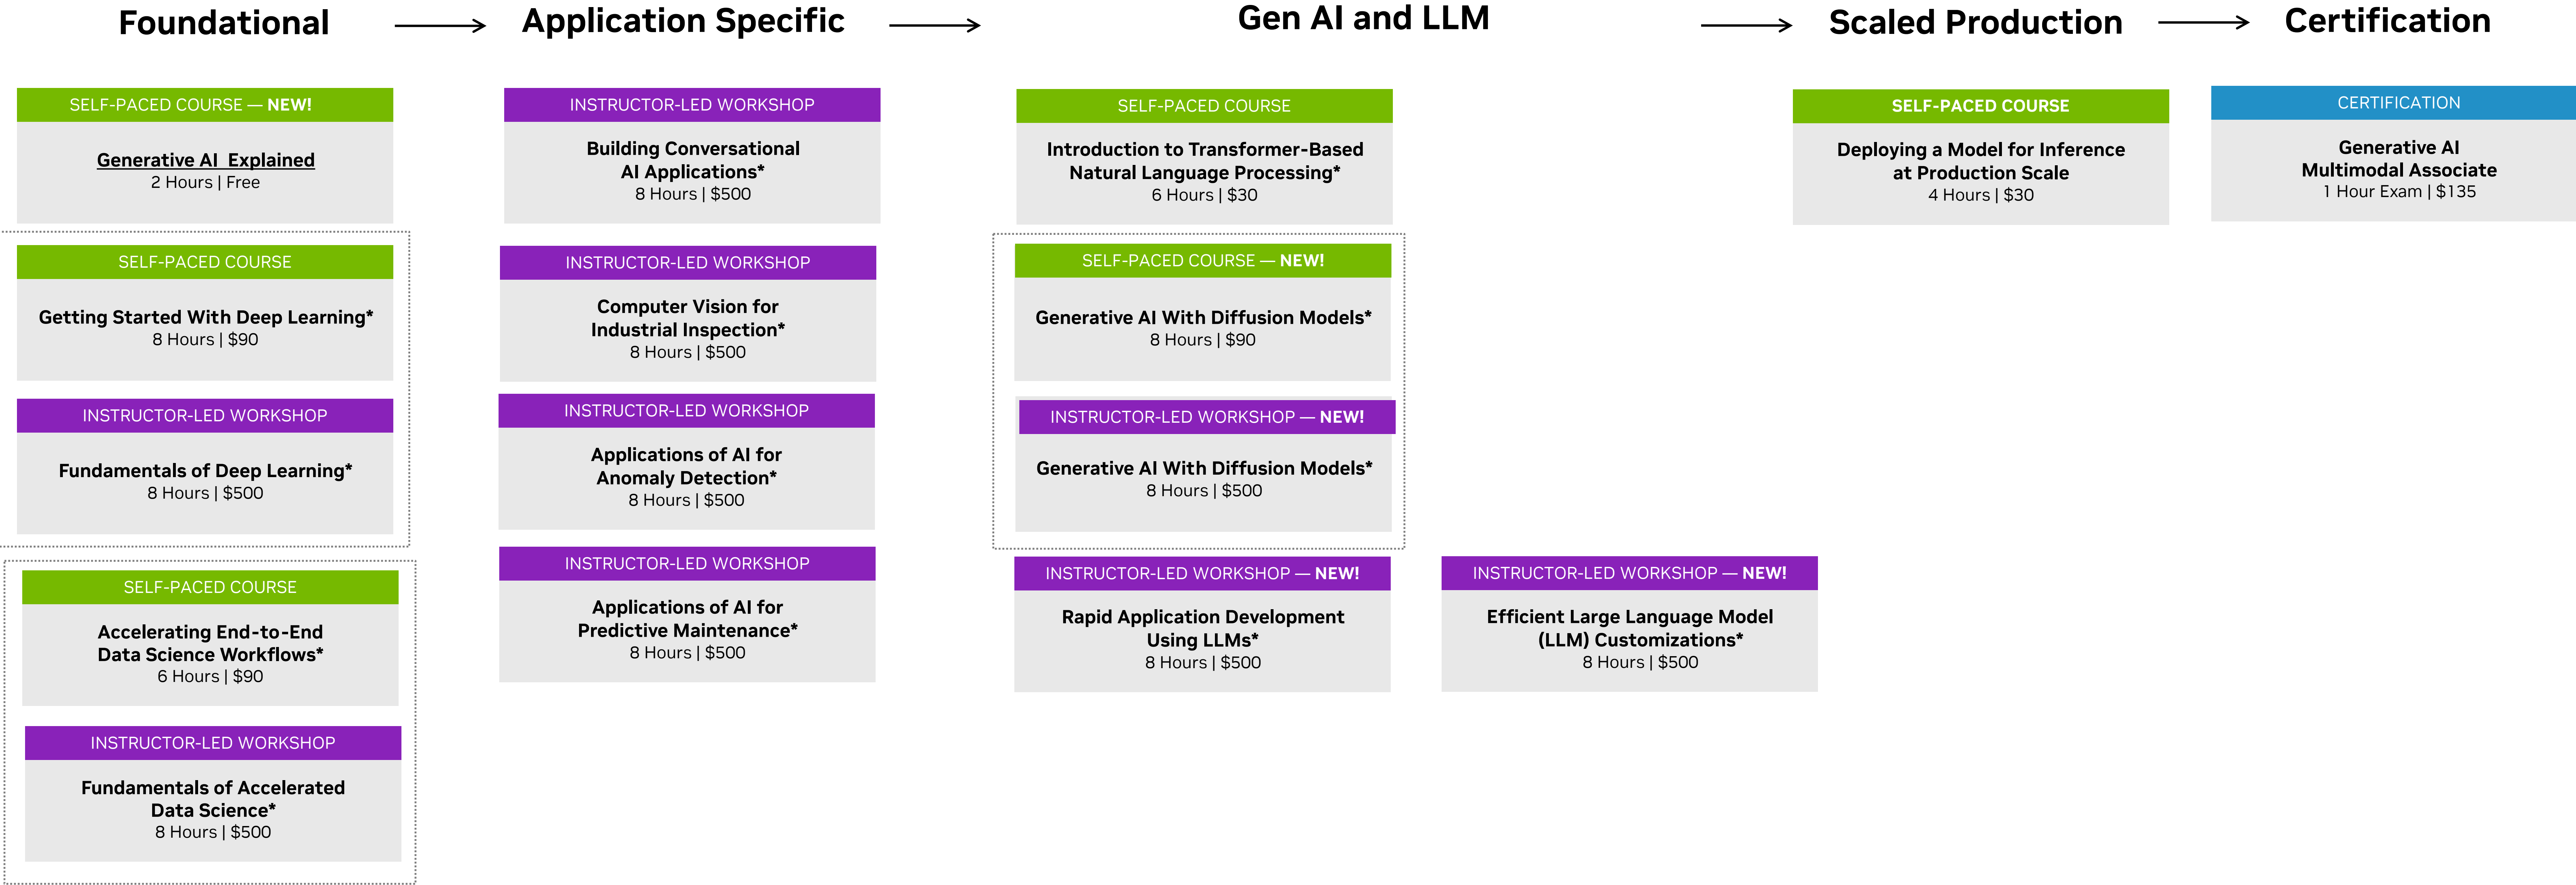 Foundational
Application Specific
Gen AI and LLM
Scaled Production
Certification
SELF-PACED COURSE — NEW!
Generative AI  Explained
2 Hours | Free
SELF-PACED COURSE
Getting Started With Deep Learning*
8 Hours | $90
INSTRUCTOR-LED WORKSHOP
Fundamentals of Deep Learning*
8 Hours | $500
SELF-PACED COURSE
Accelerating End-to-End
Data Science Workflows*
6 Hours | $90
INSTRUCTOR-LED WORKSHOP
Fundamentals of Accelerated
Data Science*
8 Hours | $500
INSTRUCTOR-LED WORKSHOP
Building Conversational
AI Applications*
8 Hours | $500
INSTRUCTOR-LED WORKSHOP
Computer Vision for
Industrial Inspection*
8 Hours | $500
INSTRUCTOR-LED WORKSHOP
Applications of AI for
Anomaly Detection*
8 Hours | $500
INSTRUCTOR-LED WORKSHOP
Applications of AI for
Predictive Maintenance*
8 Hours | $500
SELF-PACED COURSE
Introduction to Transformer-Based
Natural Language Processing*
6 Hours | $30
SELF-PACED COURSE — NEW!
Generative AI With Diffusion Models*
8 Hours | $90
INSTRUCTOR-LED WORKSHOP — NEW!
Generative AI With Diffusion Models*
8 Hours | $500
INSTRUCTOR-LED WORKSHOP — NEW!
Rapid Application Development
Using LLMs*
8 Hours | $500
INSTRUCTOR-LED WORKSHOP — NEW!
Efficient Large Language Model
(LLM) Customizations*
8 Hours | $500
SELF-PACED COURSE
Deploying a Model for Inference
at Production Scale
4 Hours | $30
CERTIFICATION
Generative AI
Multimodal Associate
1 Hour Exam | $135